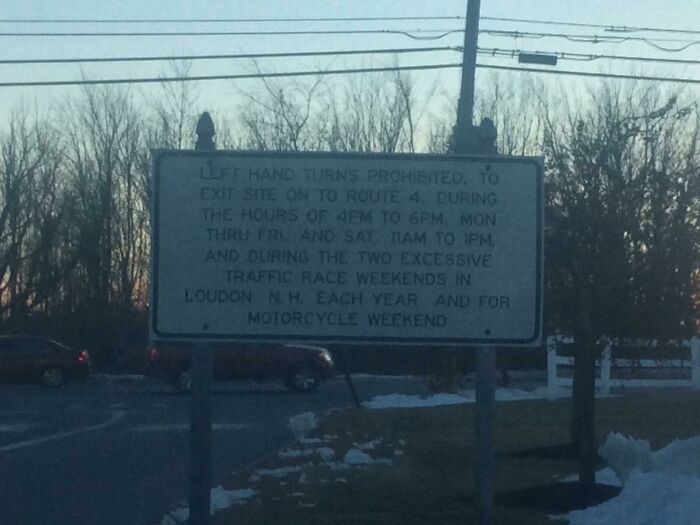 LEFT HAND TURNS PROHIBITED, TO
EXIT SITE ON TO ROUTE 4, DURING
THE HOURS OF 4PM TO 6PM, MON
THRU FRI, AND SAT. 11AM TO 1PM,
AND DURING THE TWO EXCESSIVE
TRAFFIC RACE WEEKENDS IN
LOUDON N.H. EACH YEAR AND FOR
MOTORCYCLE WEEKEND